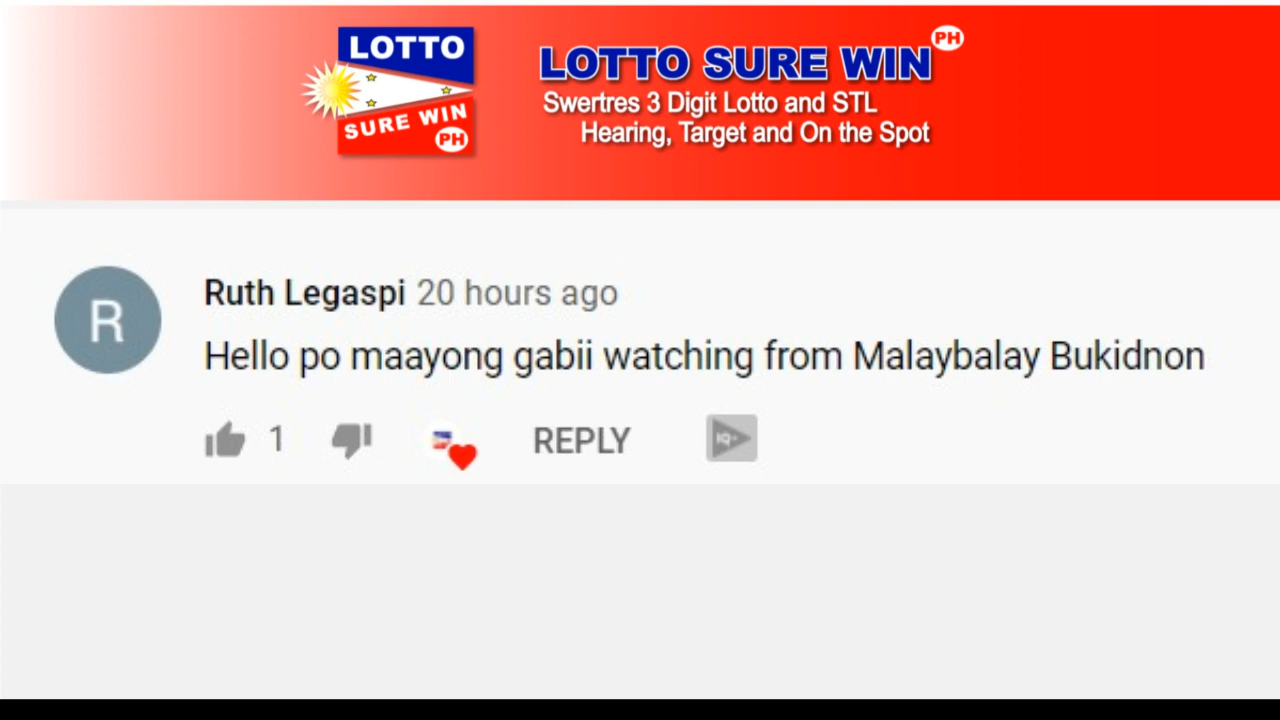 LOTTO
SURE WIN
PH
LOTTO SURE WIN PH
Swertres 3 Digit Lotto and STL
Hearing, Target and On the Spot
R
Ruth Legaspi 20 hours ago
Hello po maayong gabii watching from Malaybalay Bukidnon
1
REPLY